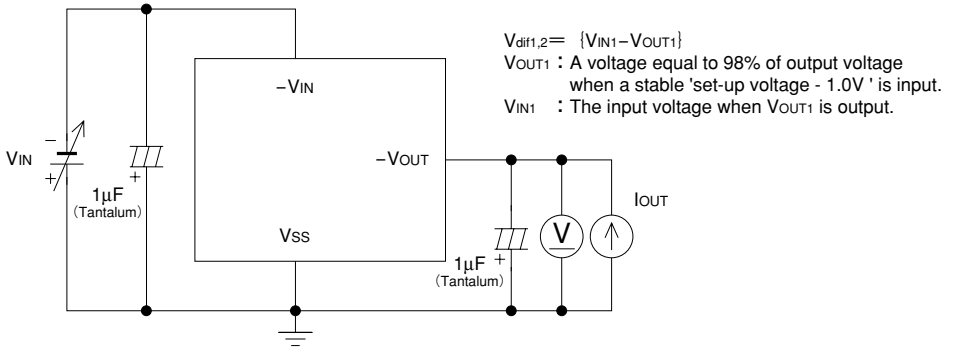 Vdif1,2= {VIN1−VOUT1}
VOUT1 : A voltage equal to 98% of output voltage
when a stable 'set-up voltage - 1.0V ' is input.
VIN1 : The input voltage when VOUT1 is output.
−VIN
−
VIN
+
+
1μF
(Tantalum)
−VOUT
VSS
IOUT
V
+
1μF
(Tantalum)